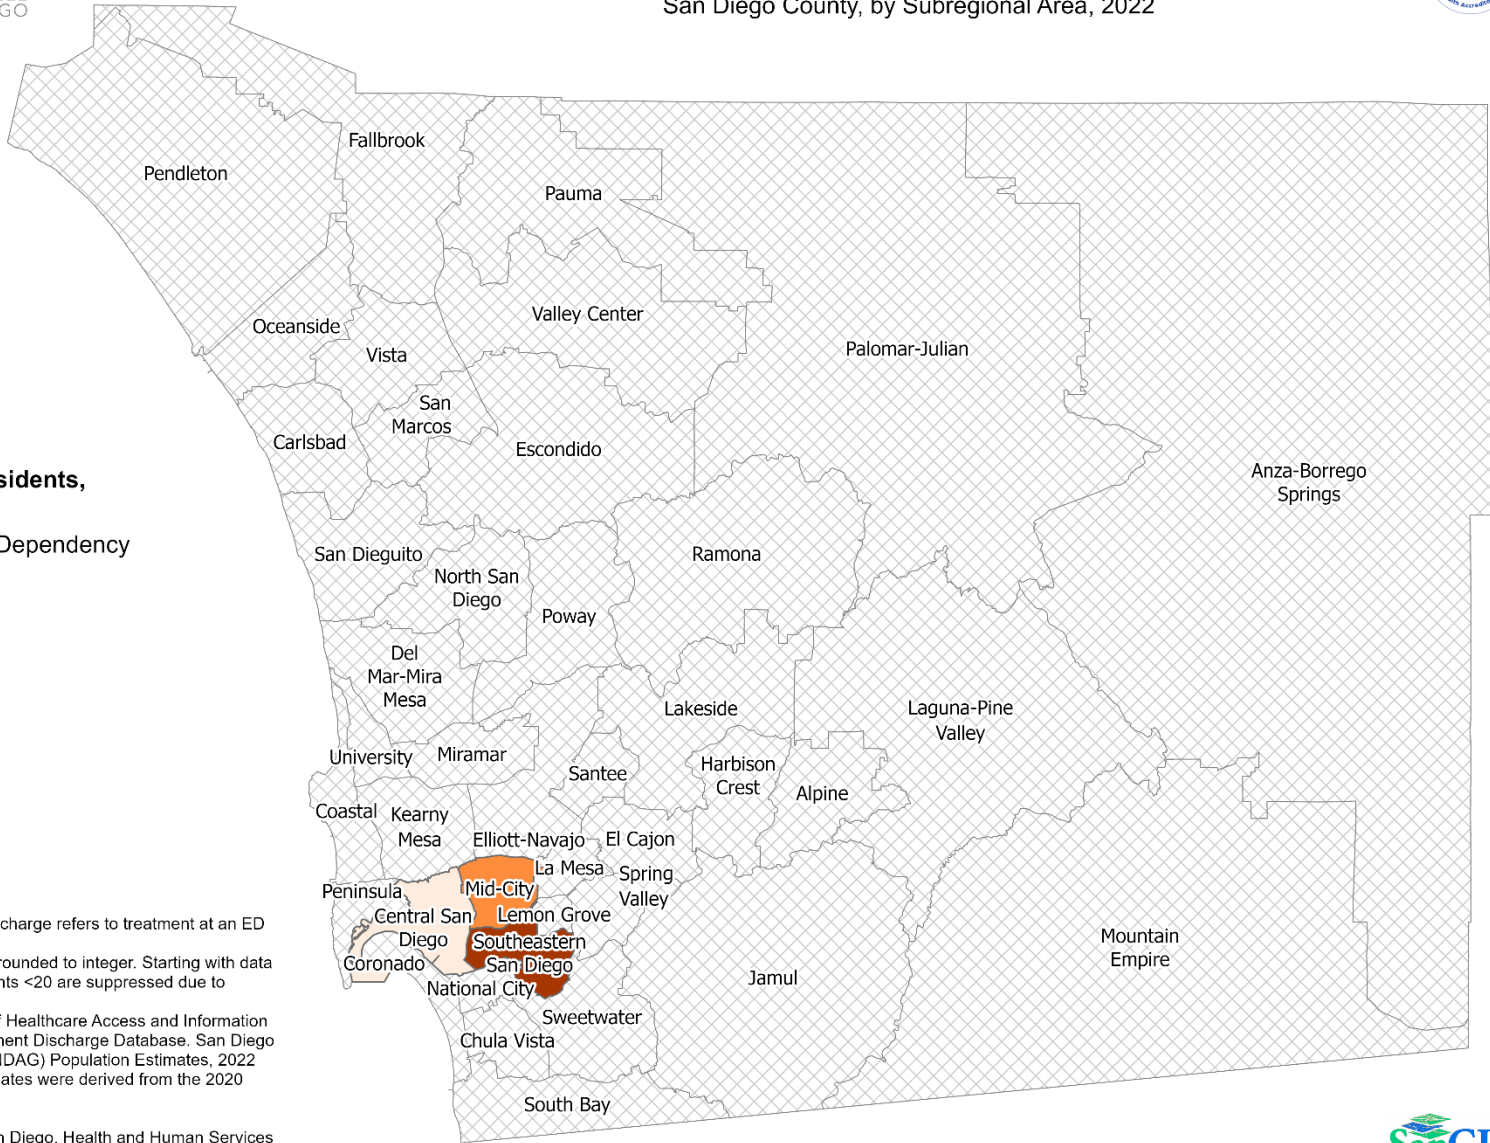 GO
San Diego County, by Subregional Area, 2022
Fallbrook
Pendleton
Pauma
Valley Center
Oceanside
Vista
Palomar-Julian
San
Marcos
Carlsbad
Escondido
Anza-Borrego
Springs
sidents,
Dependency
San Dieguito
North San
Diego
Ramona
Poway
Del
Mar-Mira
Mesa
Lakeside
Laguna-Pine
Valley
University
Miramar
Santee
Harbison
Crest
Alpine
Coastal
Kearny
Mesa
Elliott-Navajo
El Cajon
La Mesa
Spring
Valley
Peninsula
Mid-City
Central San
Diego
Lemon Grove
Southeastern
San Diego
Coronado
National City
Mountain
Empire
Jamul
Sweetwater
Chula Vista
South Bay
charge refers to treatment at an ED
rounded to integer. Starting with data
nts <20 are suppressed due to
f Healthcare Access and Information
nent Discharge Database. San Diego
NDAG) Population Estimates, 2022
ates were derived from the 2020
n Diego, Health and Human Services